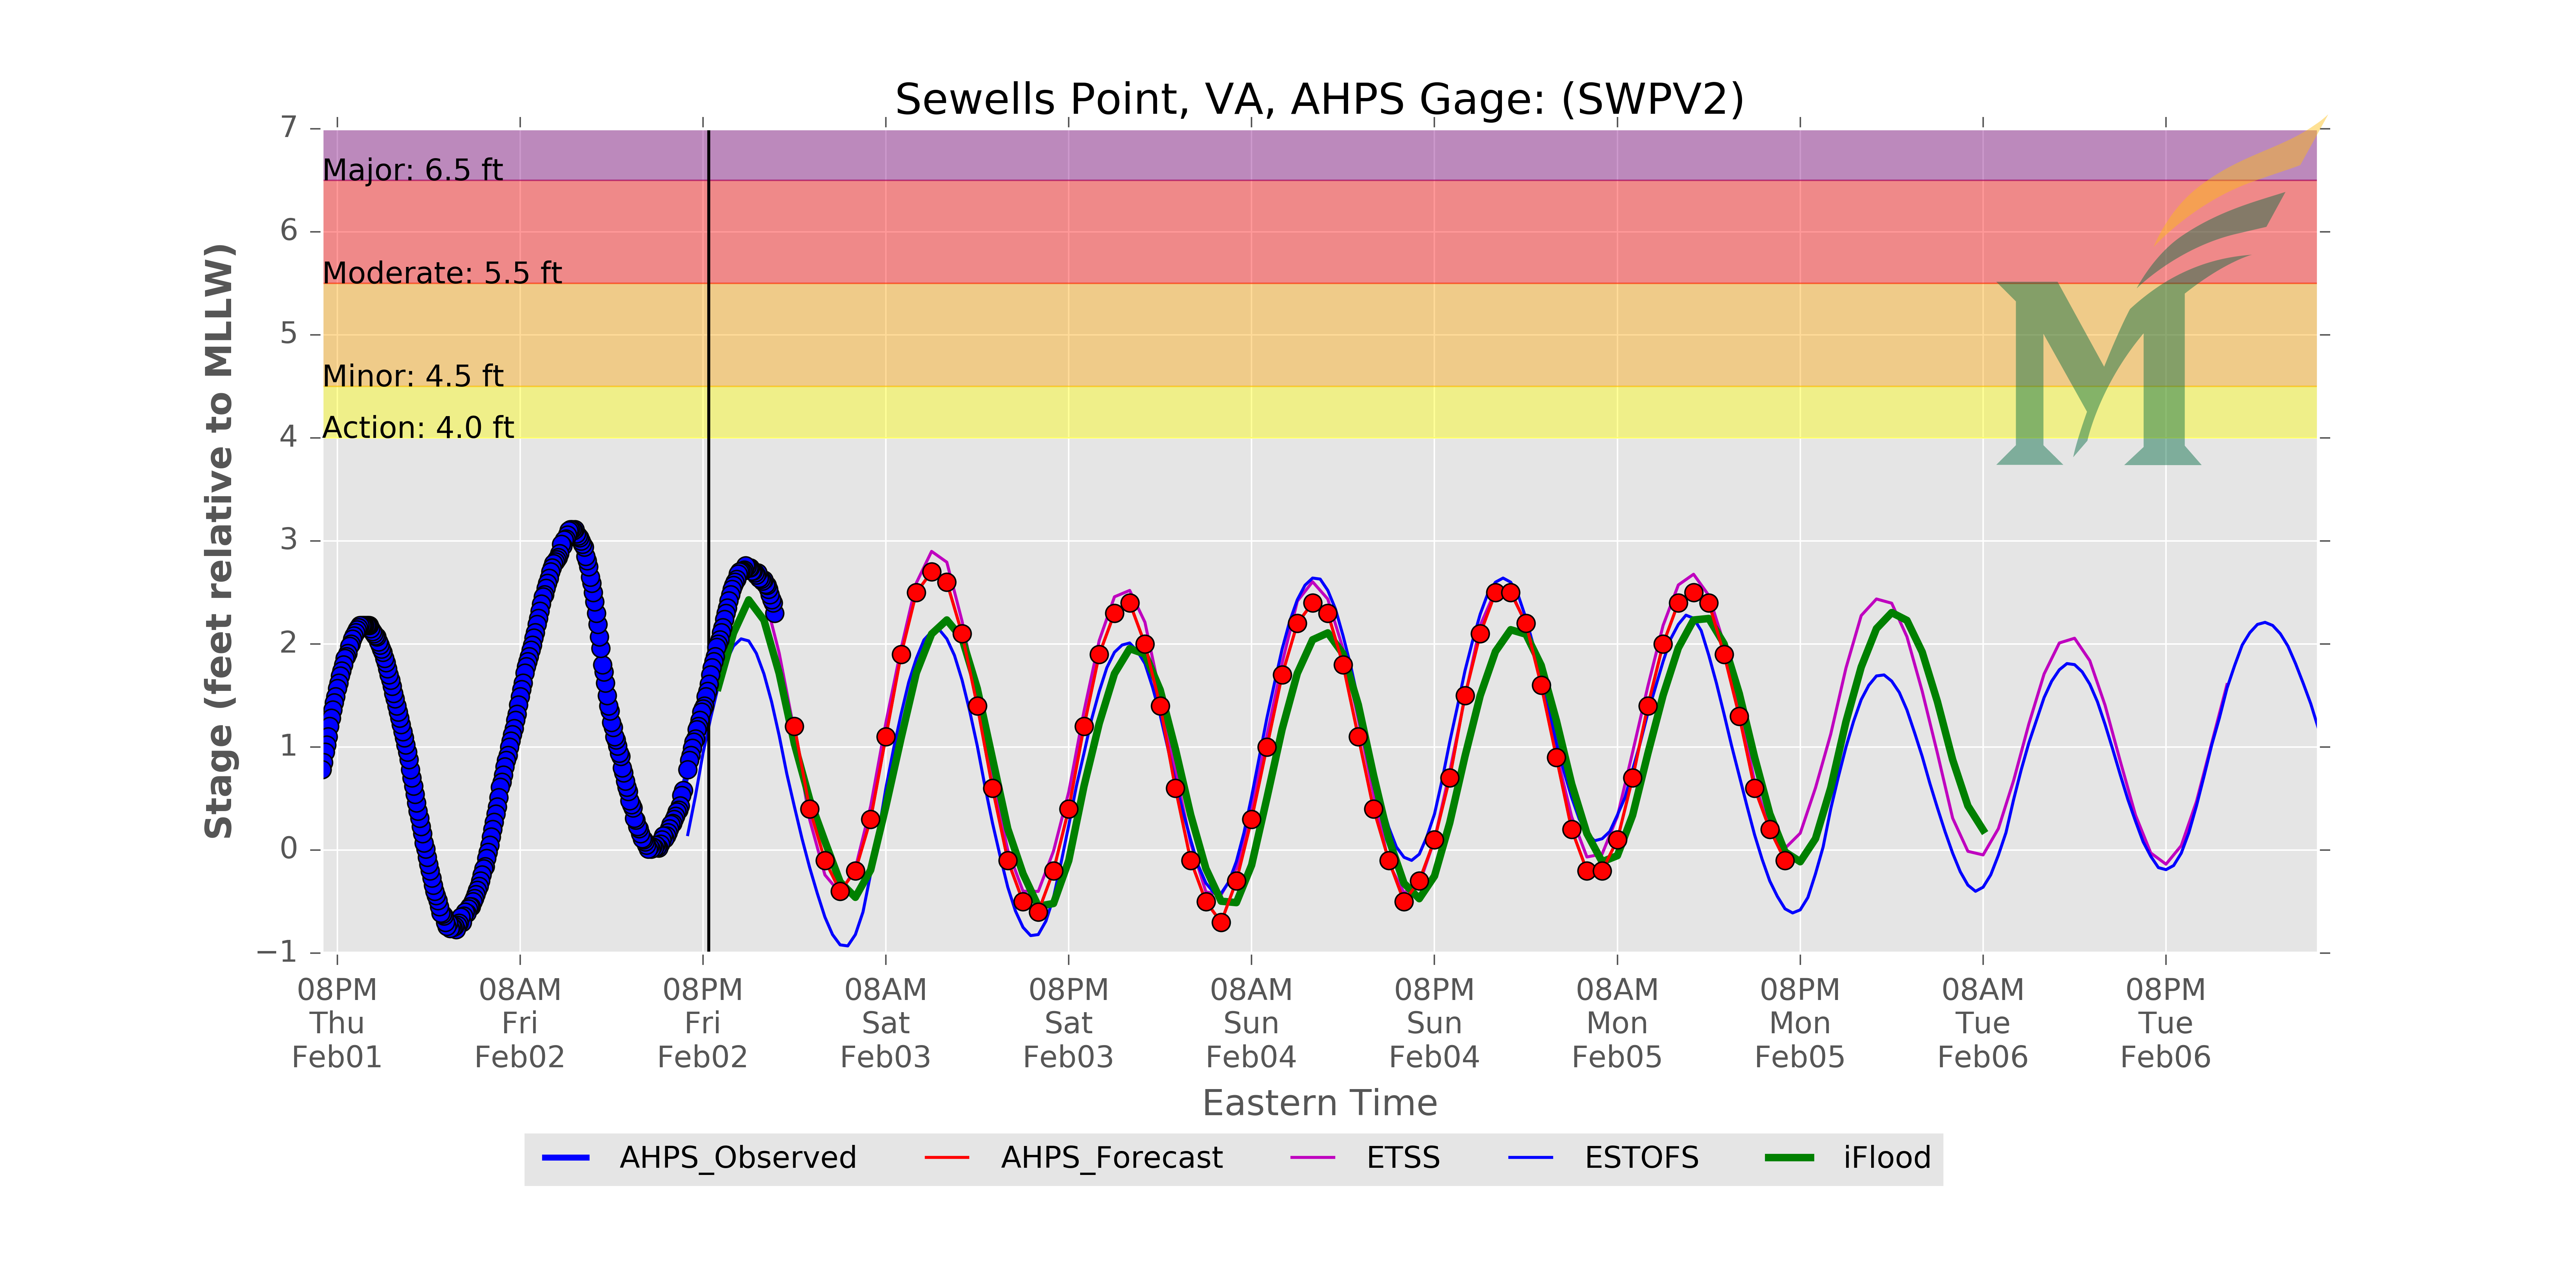 Sewells Point, VA, AHPS Gage: (SWPV2)
7
Major: 6.5 ft
6
Moderate: 5.5 ft
5
Minor: 4.5 ft
Action: 4.0 ft
4
3
2
1
0
−1
Stage (feet relative to MLLW)
M
08PM 08AM 08PM 08AM 08PM 08AM 08PM 08AM 08PM 08AM 08PM
Thu Fri Fri Sat Sat Sun Sun Mon Mon Tue Tue
Feb01 Feb02 Feb02 Feb03 Feb03 Feb04 Feb04 Feb05 Feb05 Feb06 Feb06
Eastern Time
AHPS_Observed AHPS_Forecast ETSS ESTOFS iFlood